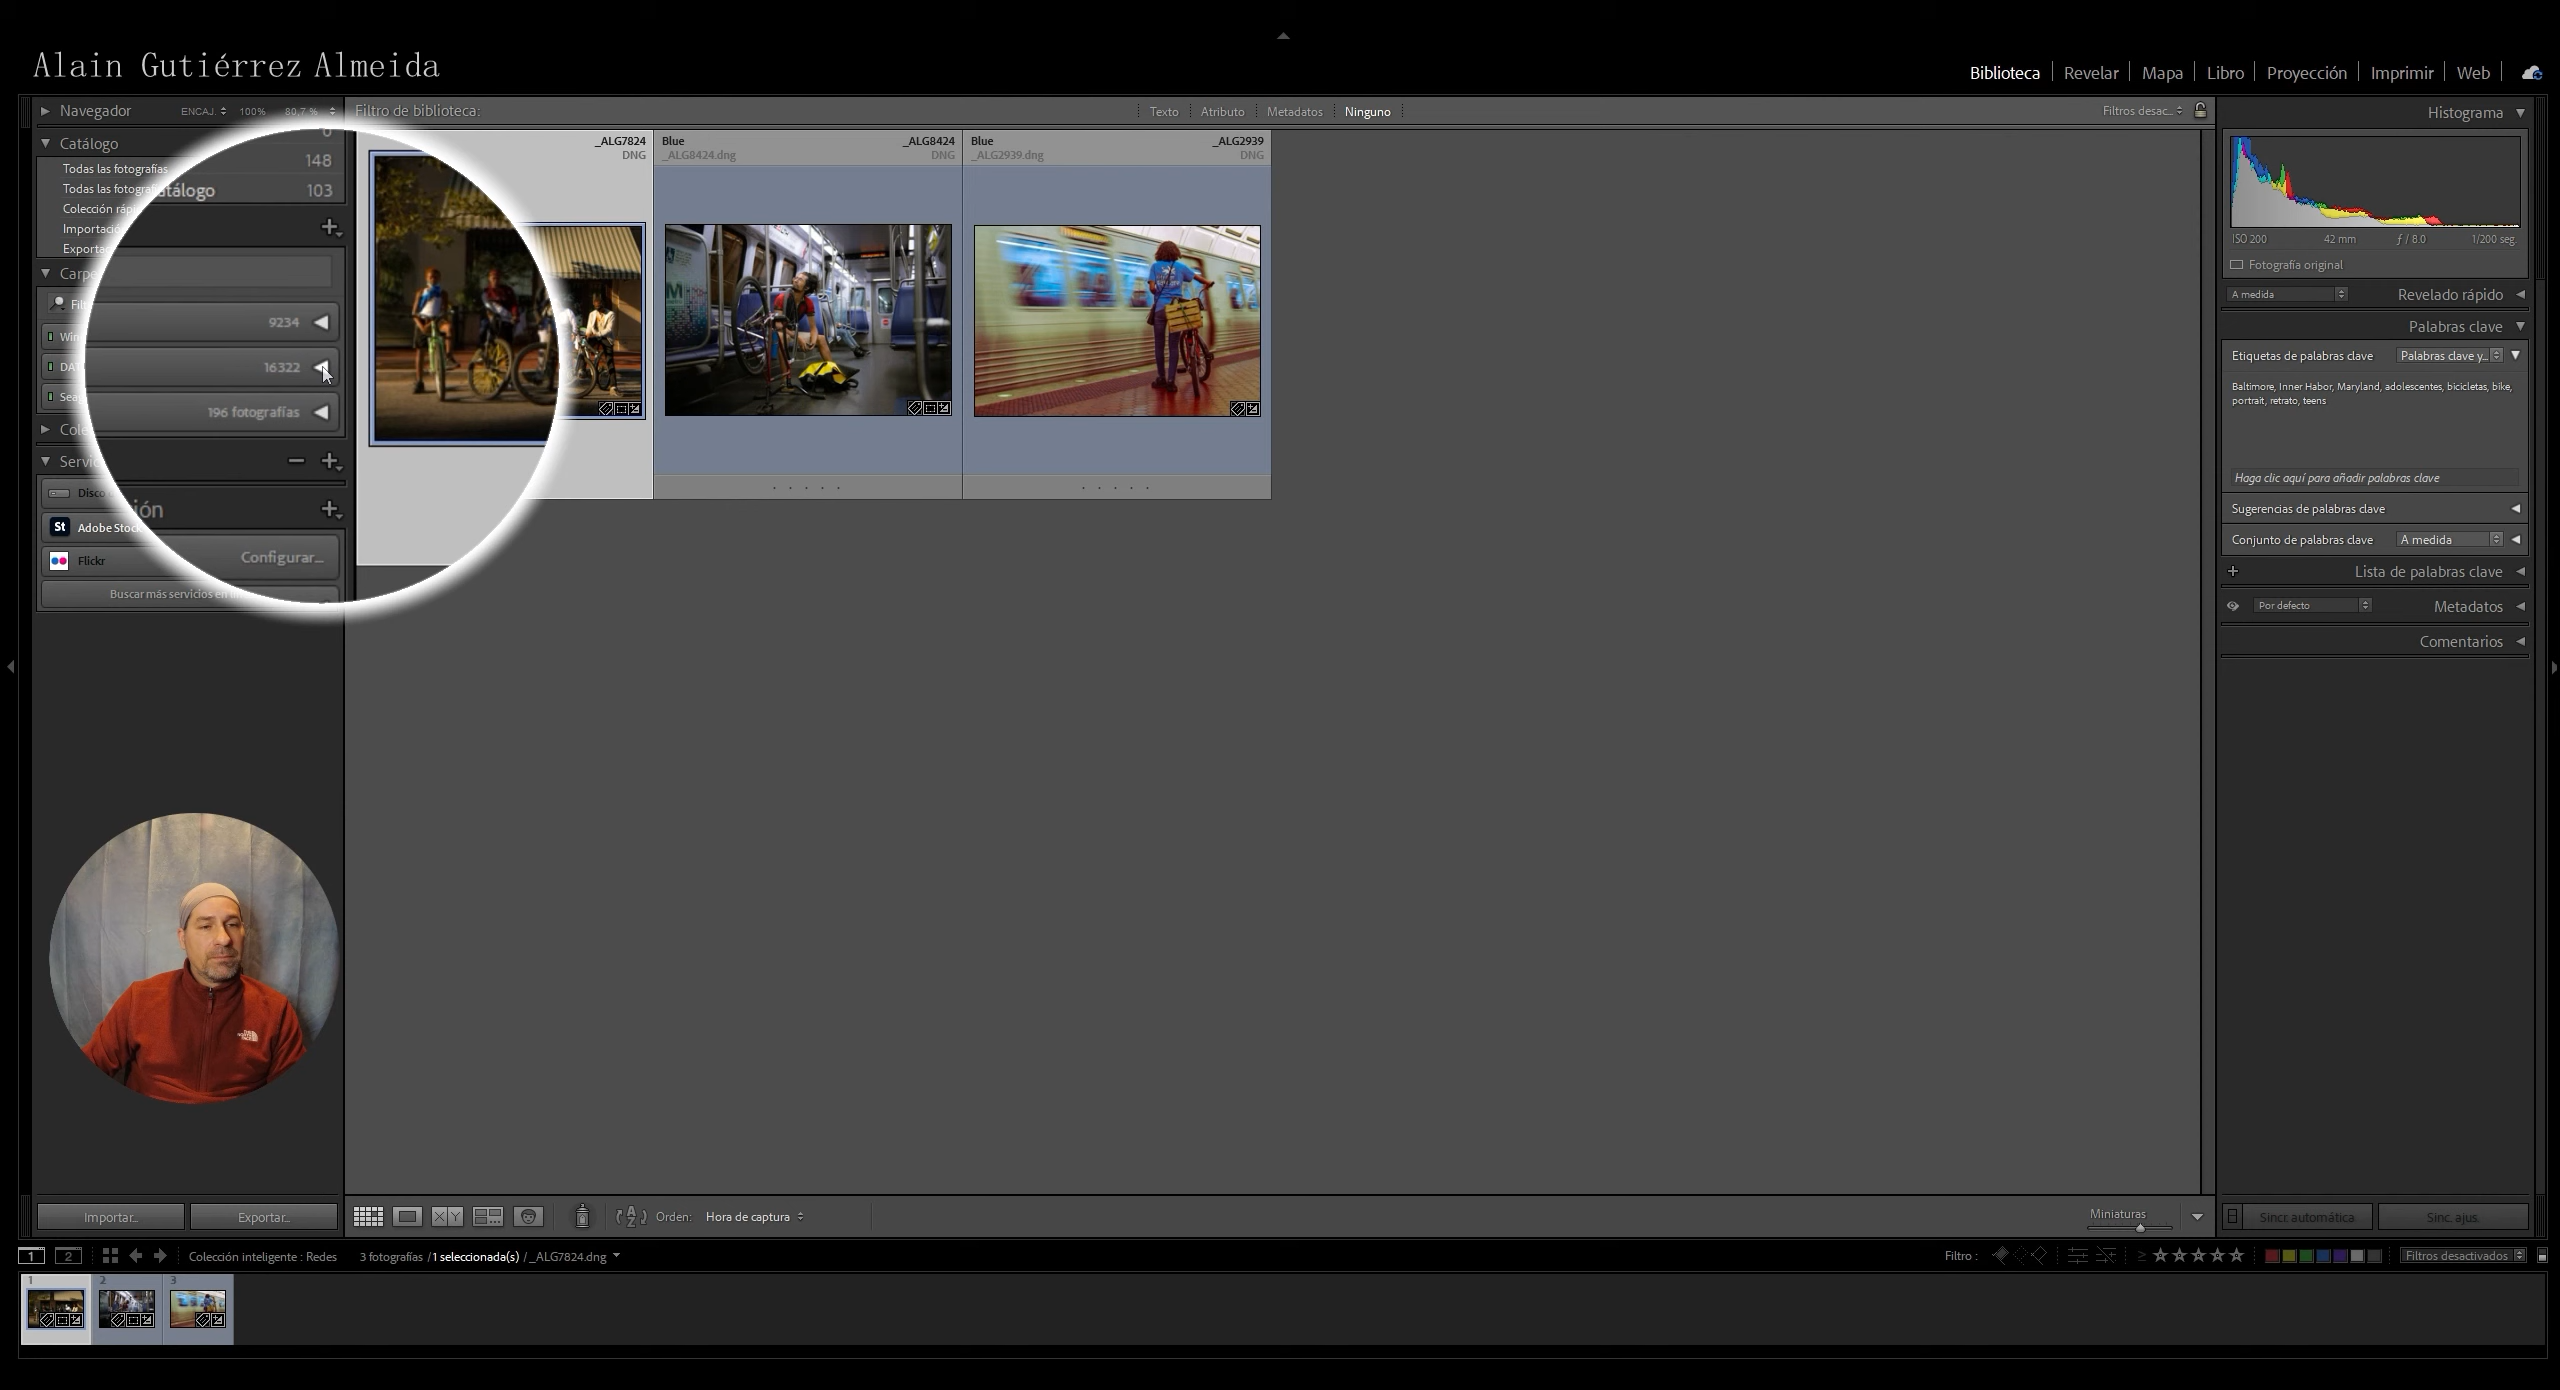 Alain Gutiérrez Almeida
Biblioteca | Revelar | Mapa | Libro | Proyección | Imprimir | Web
Navegador ENCAJ. 100% 80,7 %
Catálogo
Todas las fotografías
Todas las
Colección
148
tálogo 103
9234
16322
196 fotografías
ión
Configurar...
Adobe Stock
St
Flickr
Buscar más servicios en
Filtro de biblioteca:
Texto Atributo Metadatos Ninguno
Filtros desac...
_ALG7824
DNG
Blue _ALG8424
_ALG8424.dng DNG
Blue _ALG2939
_ALG2939.dng DNG
Histograma
ISO 200 42 mm ƒ / 8.0 1/200 seg.
Fotografía original
A medida Revelado rápido
Palabras clave
Etiquetas de palabras clave Palabras clave y...
Baltimore, Inner Habor, Maryland, adolescentes, bicicletas, bike,
portrait, retrato, teens
Haga clic aquí para añadir palabras clave
Sugerencias de palabras clave
Conjunto de palabras clave A medida
Lista de palabras clave
Por defecto Metadatos
Comentarios
THE NORTH FACE
Importar... Exportar...
XY
Orden: Hora de captura
Miniaturas
Sincr. automática Sinc. ajus.
1 2 Colección inteligente : Redes 3 fotografías / 1 seleccionada(s) / _ALG7824.dng
Filtro : Filtros desactivados
1 2 3